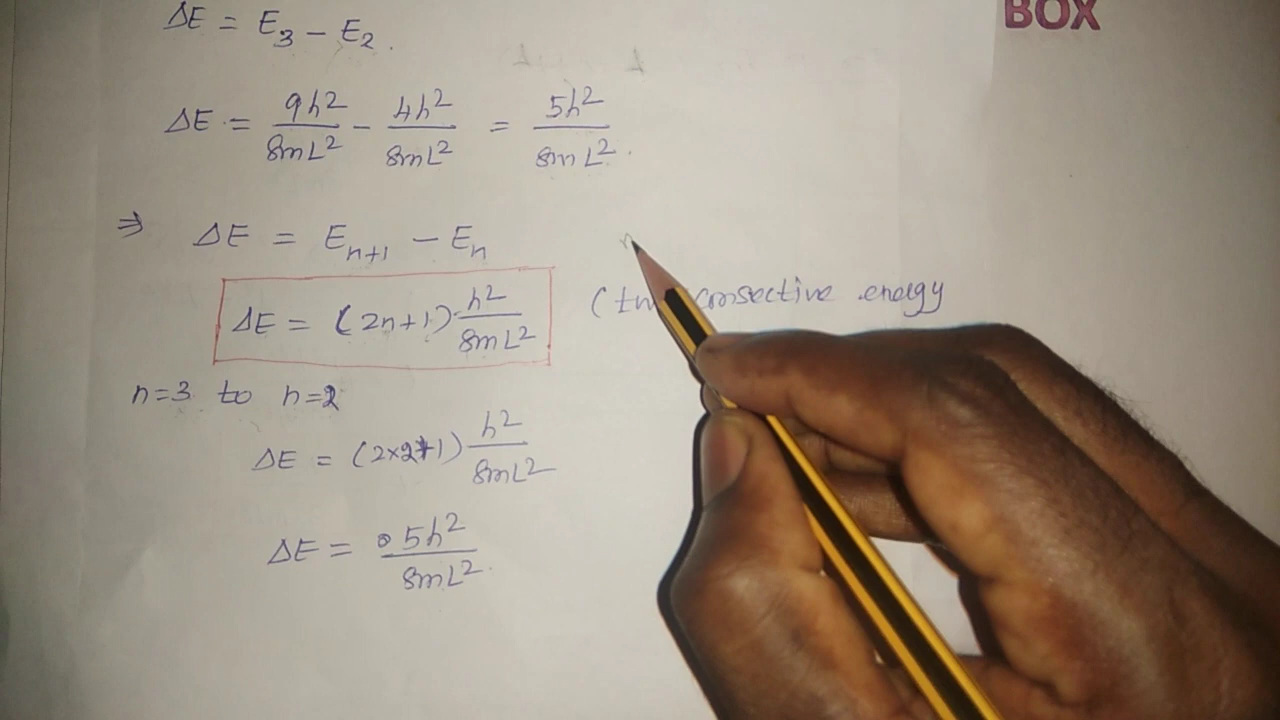 BOX
ΔE = E₃ − E₂.
ΔE = 9h²/8mL² − 4h²/8mL² = 5h²/8mL².
⇒ ΔE = Eₙ₊₁ − Eₙ
ΔE = (2n+1) h²/8mL² ( consective energy
n=3 to n=2
ΔE = (2×2+1) h²/8mL²
ΔE = 5h²/8mL².